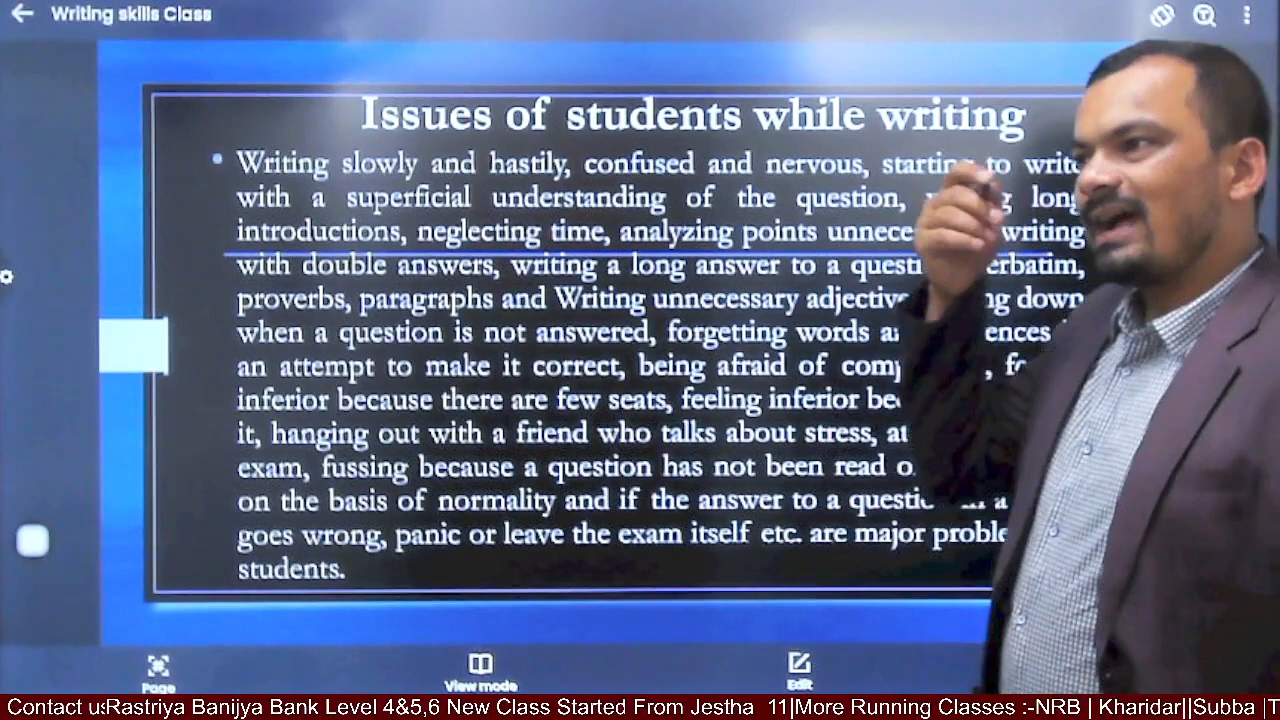 Writing skills Class
Issues of students while writing
• Writing slowly and hastily, confused and nervous, starting to write
with a superficial understanding of the question, long
introductions, neglecting time, analyzing points writing
with double answers, writing a long answer to a
proverbs, paragraphs and Writing unnecessary down
when a question is not answered, forgetting words
an attempt to make it correct, being afraid of
inferior because there are few seats, feeling inferior
it, hanging out with a friend who talks about stress,
exam, fussing because a question has not been read
on the basis of normality and if the answer to a
goes wrong, panic or leave the exam itself etc. are major
students.
Page View mode Edit
Contact us Rastriya Banijya Bank Level 4&5,6 New Class Started From Jestha 11|More Running Classes :-NRB | Kharidar||Subba |T